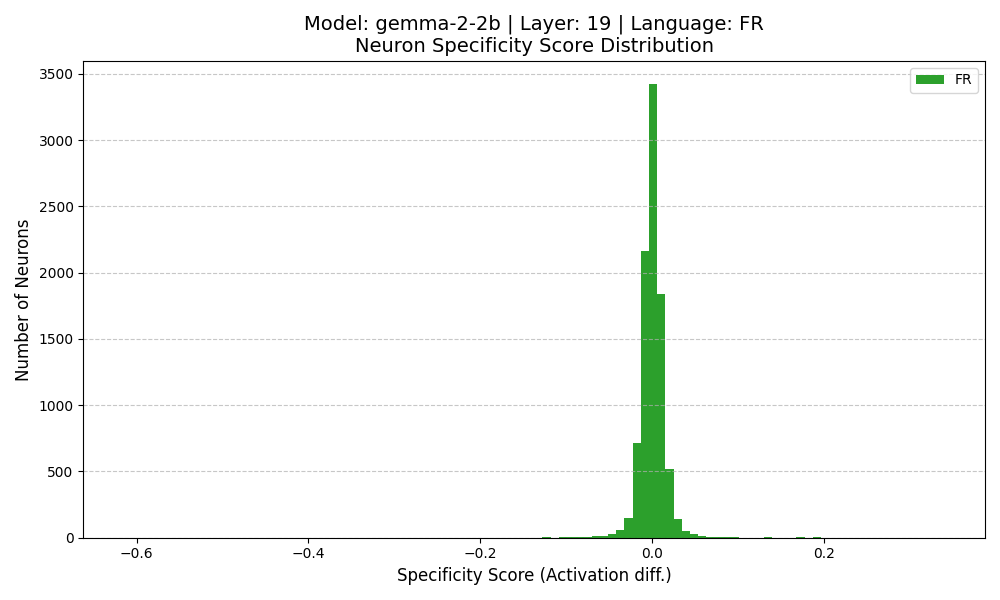 Model: gemma-2-2b | Layer: 19 | Language: FR
Neuron Specificity Score Distribution
FR
3500
3000
2500
2000
1500
1000
500
0
Number of Neurons
−0.6 −0.4 −0.2 0.0 0.2
Specificity Score (Activation diff.)